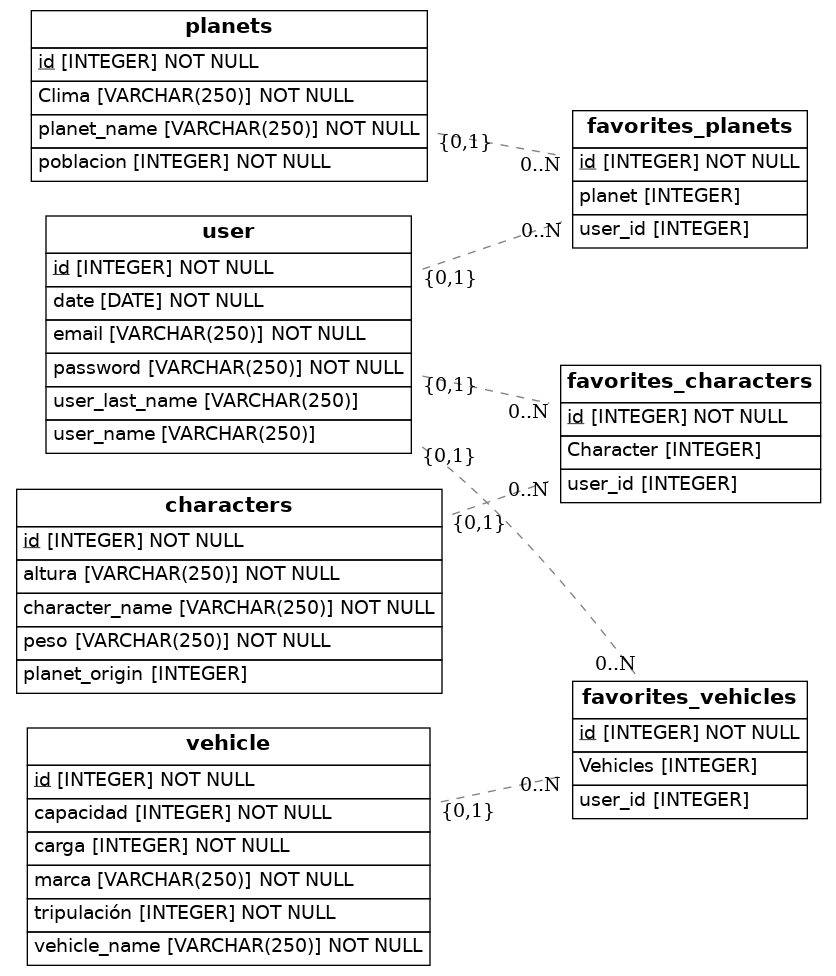 planets
id [INTEGER] NOT NULL
Clima [VARCHAR(250)] NOT NULL
planet_name [VARCHAR(250)] NOT NULL
poblacion [INTEGER] NOT NULL
{0,1}
0..N
favorites_planets
id [INTEGER] NOT NULL
planet [INTEGER]
user_id [INTEGER]
user
id [INTEGER] NOT NULL
date [DATE] NOT NULL
email [VARCHAR(250)] NOT NULL
password [VARCHAR(250)] NOT NULL
user_last_name [VARCHAR(250)]
user_name [VARCHAR(250)]
0..N
{0,1}
{0,1}
0..N
{0,1}
favorites_characters
id [INTEGER] NOT NULL
Character [INTEGER]
user_id [INTEGER]
characters
id [INTEGER] NOT NULL
altura [VARCHAR(250)] NOT NULL
character_name [VARCHAR(250)] NOT NULL
peso [VARCHAR(250)] NOT NULL
planet_origin [INTEGER]
0..N
{0,1}
0..N
favorites_vehicles
id [INTEGER] NOT NULL
Vehicles [INTEGER]
user_id [INTEGER]
vehicle
id [INTEGER] NOT NULL
capacidad [INTEGER] NOT NULL
carga [INTEGER] NOT NULL
marca [VARCHAR(250)] NOT NULL
tripulación [INTEGER] NOT NULL
vehicle_name [VARCHAR(250)] NOT NULL
0..N
{0,1}